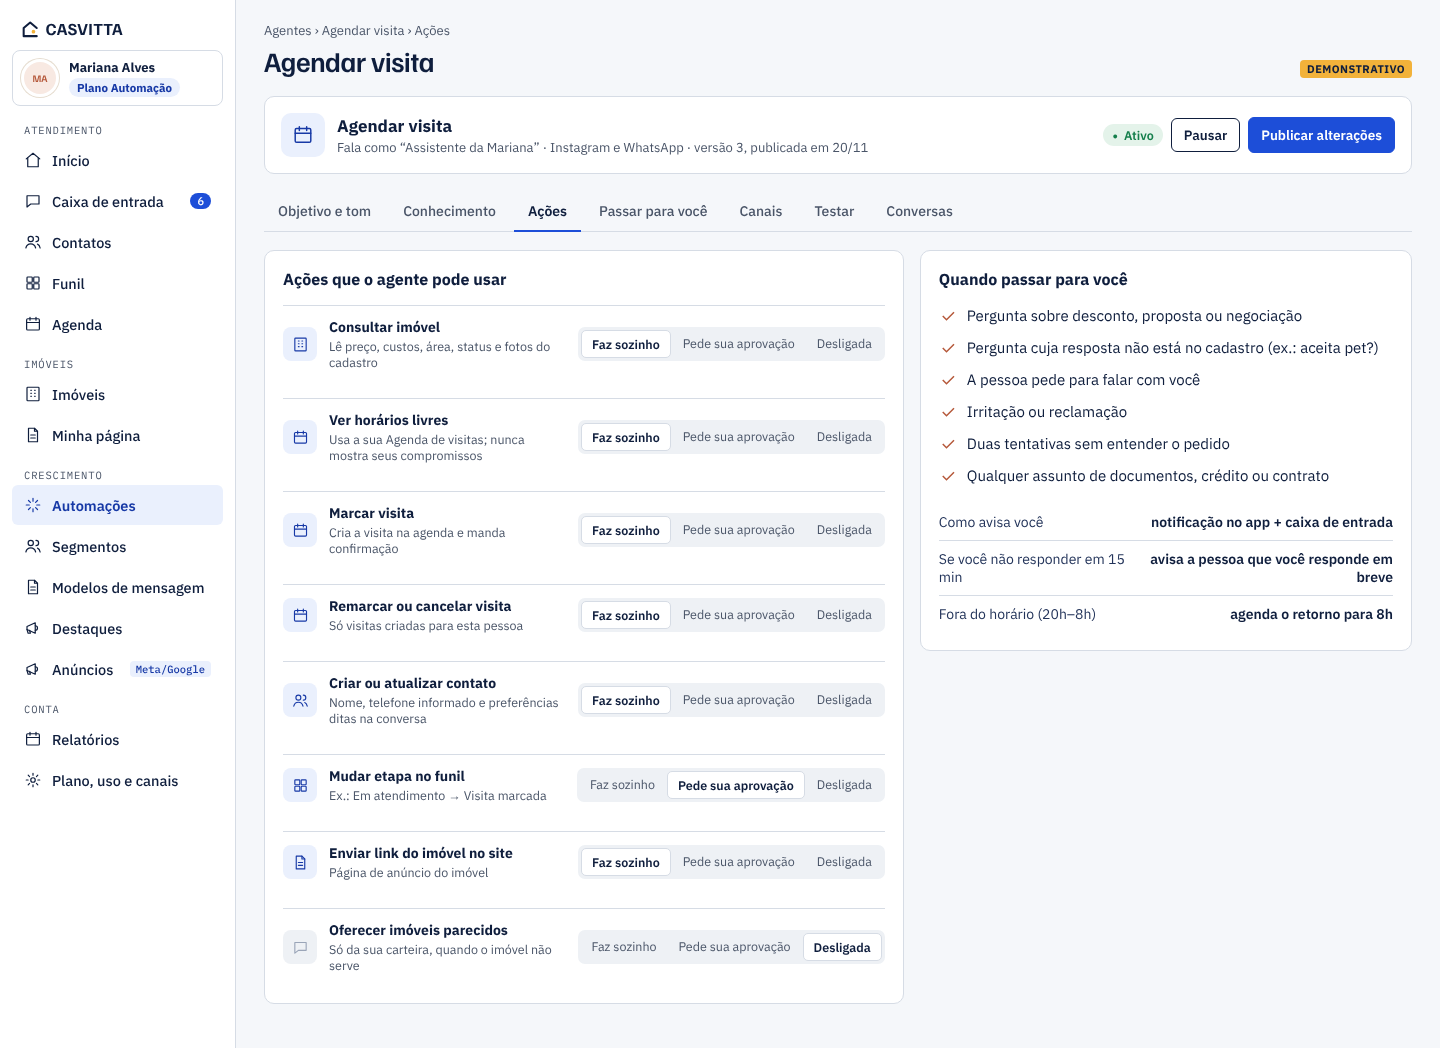 CASVITTA
MA
Mariana Alves
Plano Automação
ATENDIMENTO
Início
Caixa de entrada 6
Contatos
Funil
Agenda
IMÓVEIS
Imóveis
Minha página
CRESCIMENTO
Automações
Segmentos
Modelos de mensagem
Destaques
Anúncios Meta/Google
CONTA
Relatórios
Plano, uso e canais
Agentes › Agendar visita › Ações
Agendar visita
DEMONSTRATIVO
Agendar visita
Fala como “Assistente da Mariana” · Instagram e WhatsApp · versão 3, publicada em 20/11
• Ativo
Pausar
Publicar alterações
Objetivo e tom Conhecimento Ações Passar para você Canais Testar Conversas
Ações que o agente pode usar
Consultar imóvel
Lê preço, custos, área, status e fotos do
cadastro
Faz sozinho Pede sua aprovação Desligada
Ver horários livres
Usa a sua Agenda de visitas; nunca
mostra seus compromissos
Faz sozinho Pede sua aprovação Desligada
Marcar visita
Cria a visita na agenda e manda
confirmação
Faz sozinho Pede sua aprovação Desligada
Remarcar ou cancelar visita
Só visitas criadas para esta pessoa
Faz sozinho Pede sua aprovação Desligada
Criar ou atualizar contato
Nome, telefone informado e preferências
ditas na conversa
Faz sozinho Pede sua aprovação Desligada
Mudar etapa no funil
Ex.: Em atendimento → Visita marcada
Faz sozinho Pede sua aprovação Desligada
Enviar link do imóvel no site
Página de anúncio do imóvel
Faz sozinho Pede sua aprovação Desligada
Oferecer imóveis parecidos
Só da sua carteira, quando o imóvel não
serve
Faz sozinho Pede sua aprovação Desligada
Quando passar para você
Pergunta sobre desconto, proposta ou negociação
Pergunta cuja resposta não está no cadastro (ex.: aceita pet?)
A pessoa pede para falar com você
Irritação ou reclamação
Duas tentativas sem entender o pedido
Qualquer assunto de documentos, crédito ou contrato
Como avisa você notificação no app + caixa de entrada
Se você não responder em 15 avisa a pessoa que você responde em
min breve
Fora do horário (20h–8h) agenda o retorno para 8h